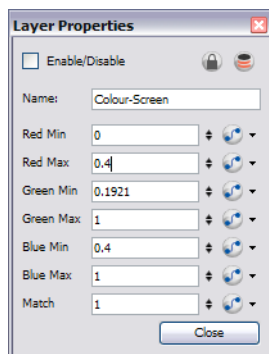 Layer Properties
Enable/Disable
Name: Colour-Screen
Red Min 0
Red Max 0.4
Green Min 0.1921
Green Max 1
Blue Min 0.4
Blue Max 1
Match 1
Close